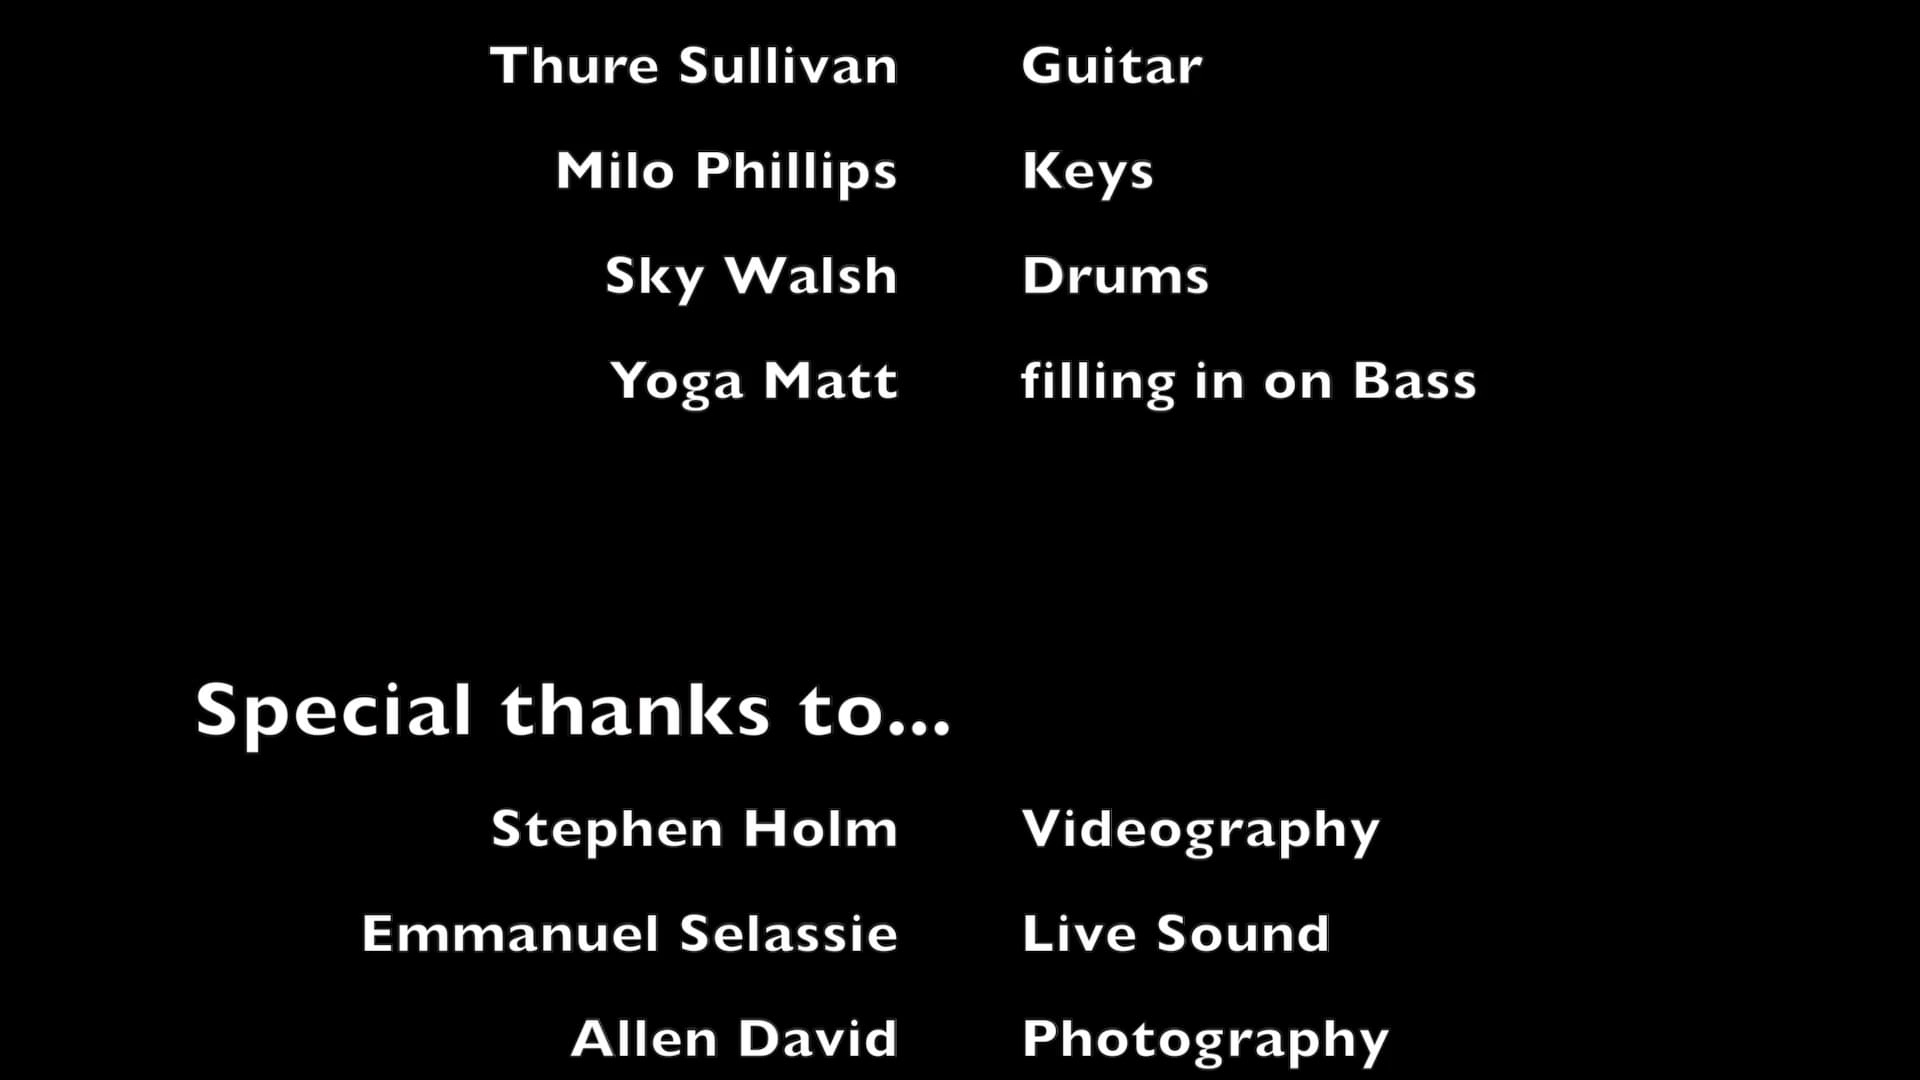 Thure Sullivan Guitar
Milo Phillips Keys
Sky Walsh Drums
Yoga Matt filling in on Bass
Special thanks to...
Stephen Holm Videography
Emmanuel Selassie Live Sound
Allen David Photography